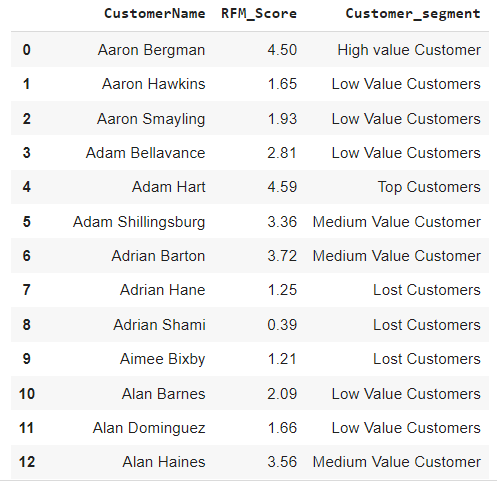 CustomerName RFM_Score Customer_segment
0 Aaron Bergman 4.50 High value Customer
1 Aaron Hawkins 1.65 Low Value Customers
2 Aaron Smayling 1.93 Low Value Customers
3 Adam Bellavance 2.81 Low Value Customers
4 Adam Hart 4.59 Top Customers
5 Adam Shillingsburg 3.36 Medium Value Customer
6 Adrian Barton 3.72 Medium Value Customer
7 Adrian Hane 1.25 Lost Customers
8 Adrian Shami 0.39 Lost Customers
9 Aimee Bixby 1.21 Lost Customers
10 Alan Barnes 2.09 Low Value Customers
11 Alan Dominguez 1.66 Low Value Customers
12 Alan Haines 3.56 Medium Value Customer